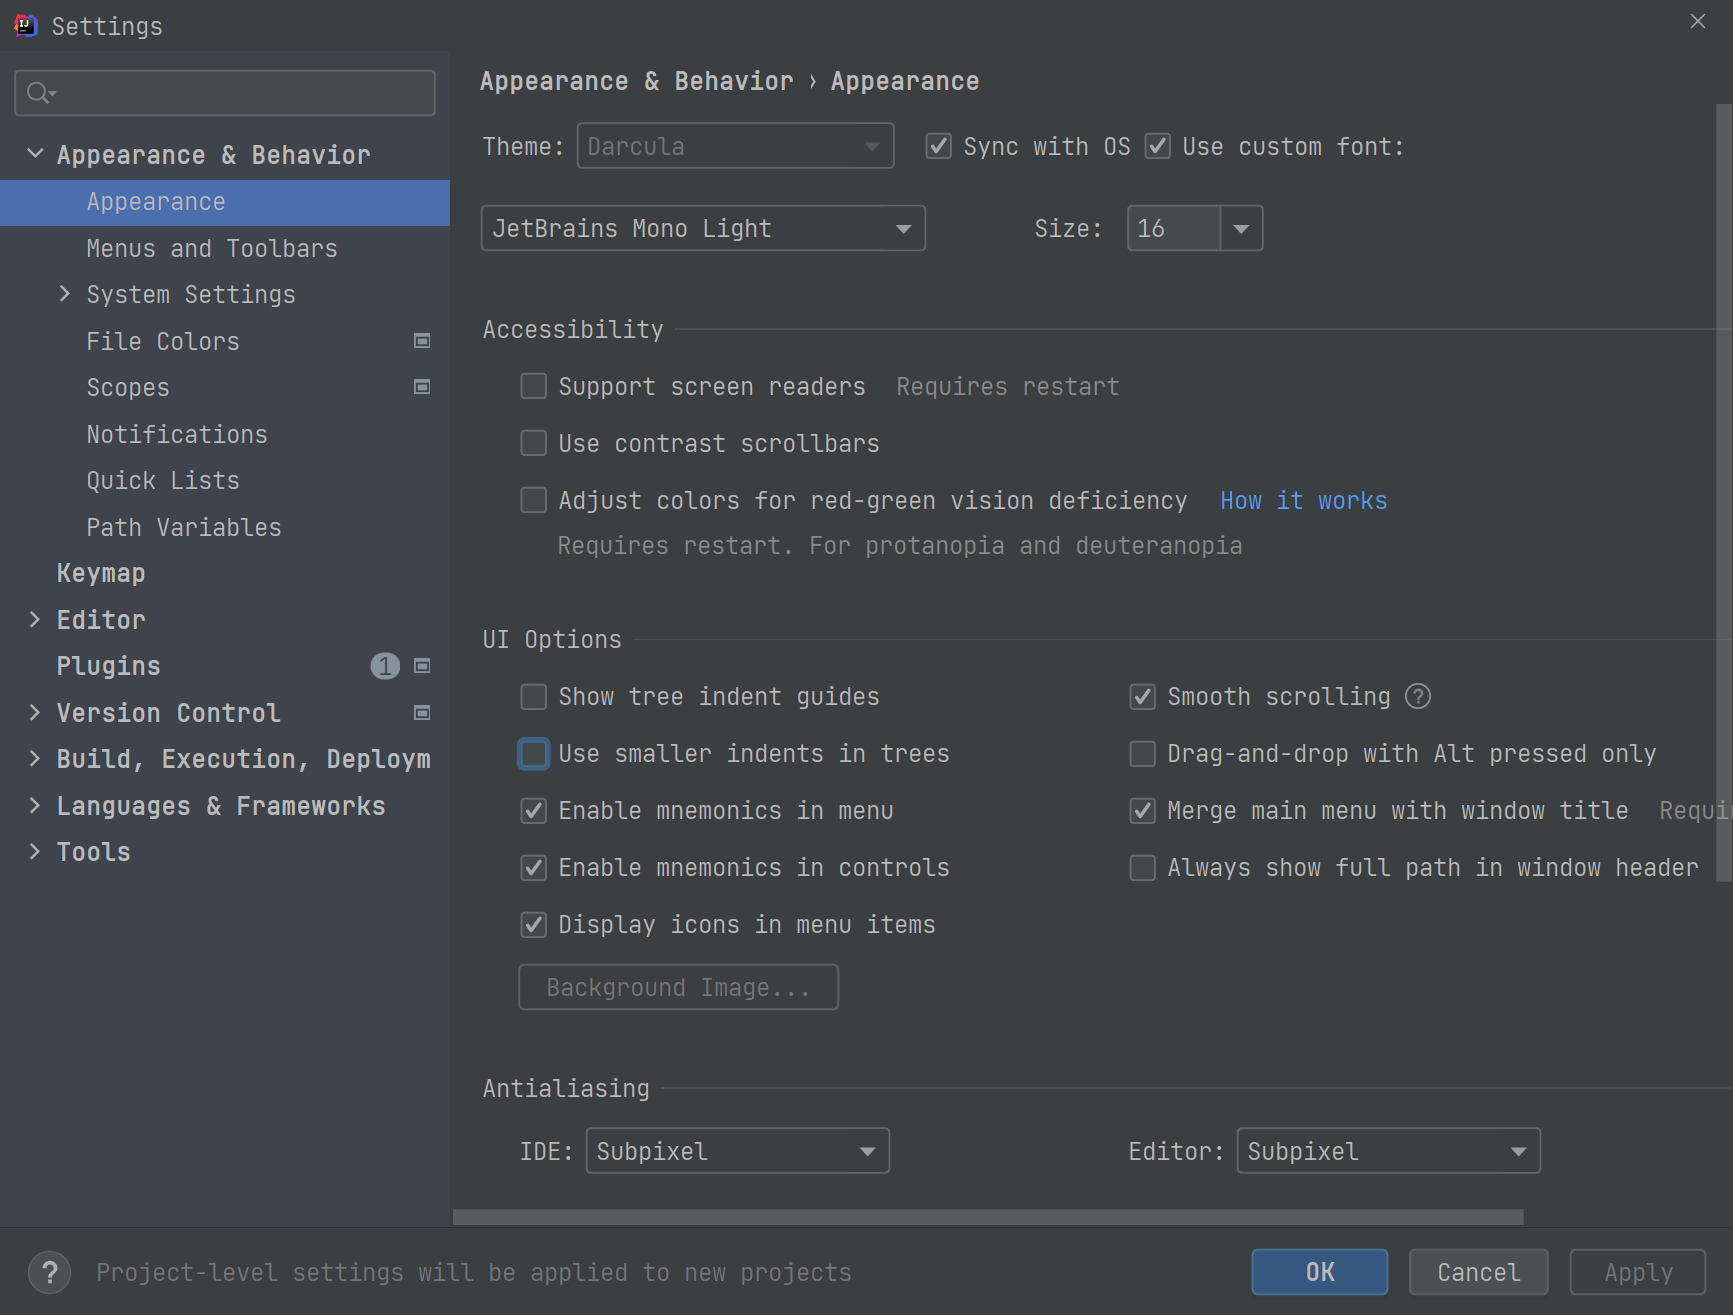 Settings
Appearance & Behavior
Appearance
Menus and Toolbars
System Settings
File Colors
Scopes
Notifications
Quick Lists
Path Variables
Keymap
Editor
Plugins 1
Version Control
Build, Execution, Deploym
Languages & Frameworks
Tools
Appearance & Behavior › Appearance
Theme: Darcula Sync with OS Use custom font:
JetBrains Mono Light Size: 16
Accessibility
Support screen readers Requires restart
Use contrast scrollbars
Adjust colors for red-green vision deficiency How it works
Requires restart. For protanopia and deuteranopia
UI Options
Show tree indent guides Smooth scrolling ?
Use smaller indents in trees Drag-and-drop with Alt pressed only
Enable mnemonics in menu Merge main menu with window title Requi
Enable mnemonics in controls Always show full path in window header
Display icons in menu items
Background Image...
Antialiasing
IDE: Subpixel Editor: Subpixel
? Project-level settings will be applied to new projects OK Cancel Apply